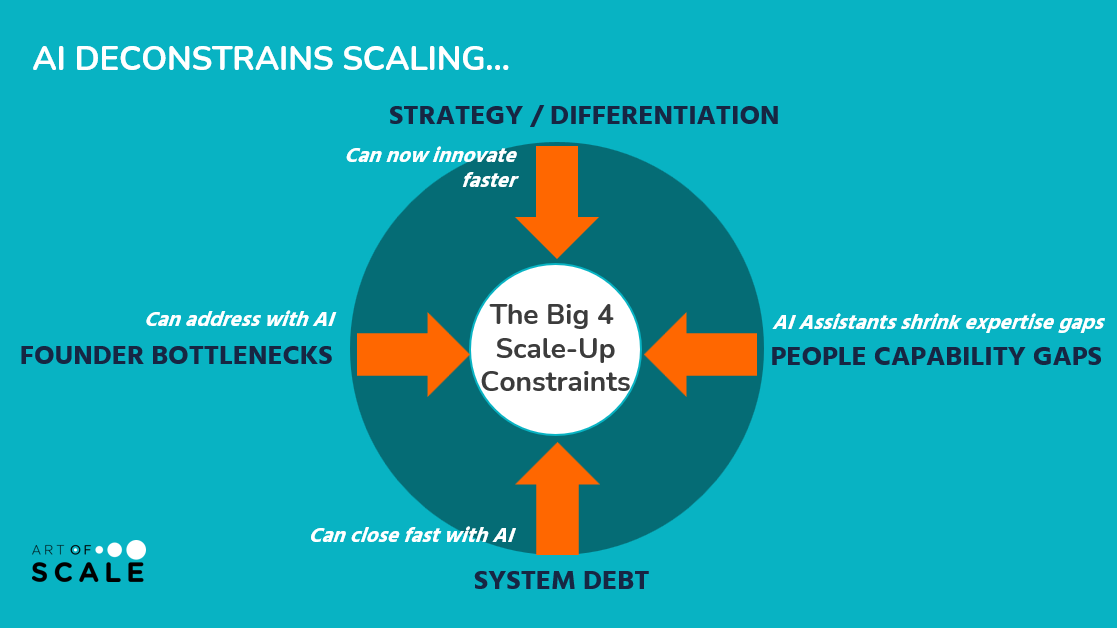 AI DECONSTRAINS SCALING...
STRATEGY / DIFFERENTIATION
Can now innovate
faster
Can address with AI
FOUNDER BOTTLENECKS
The Big 4
Scale-Up
Constraints
AI Assistants shrink expertise gaps
PEOPLE CAPABILITY GAPS
Can close fast with AI
SYSTEM DEBT
ART OF
SCALE